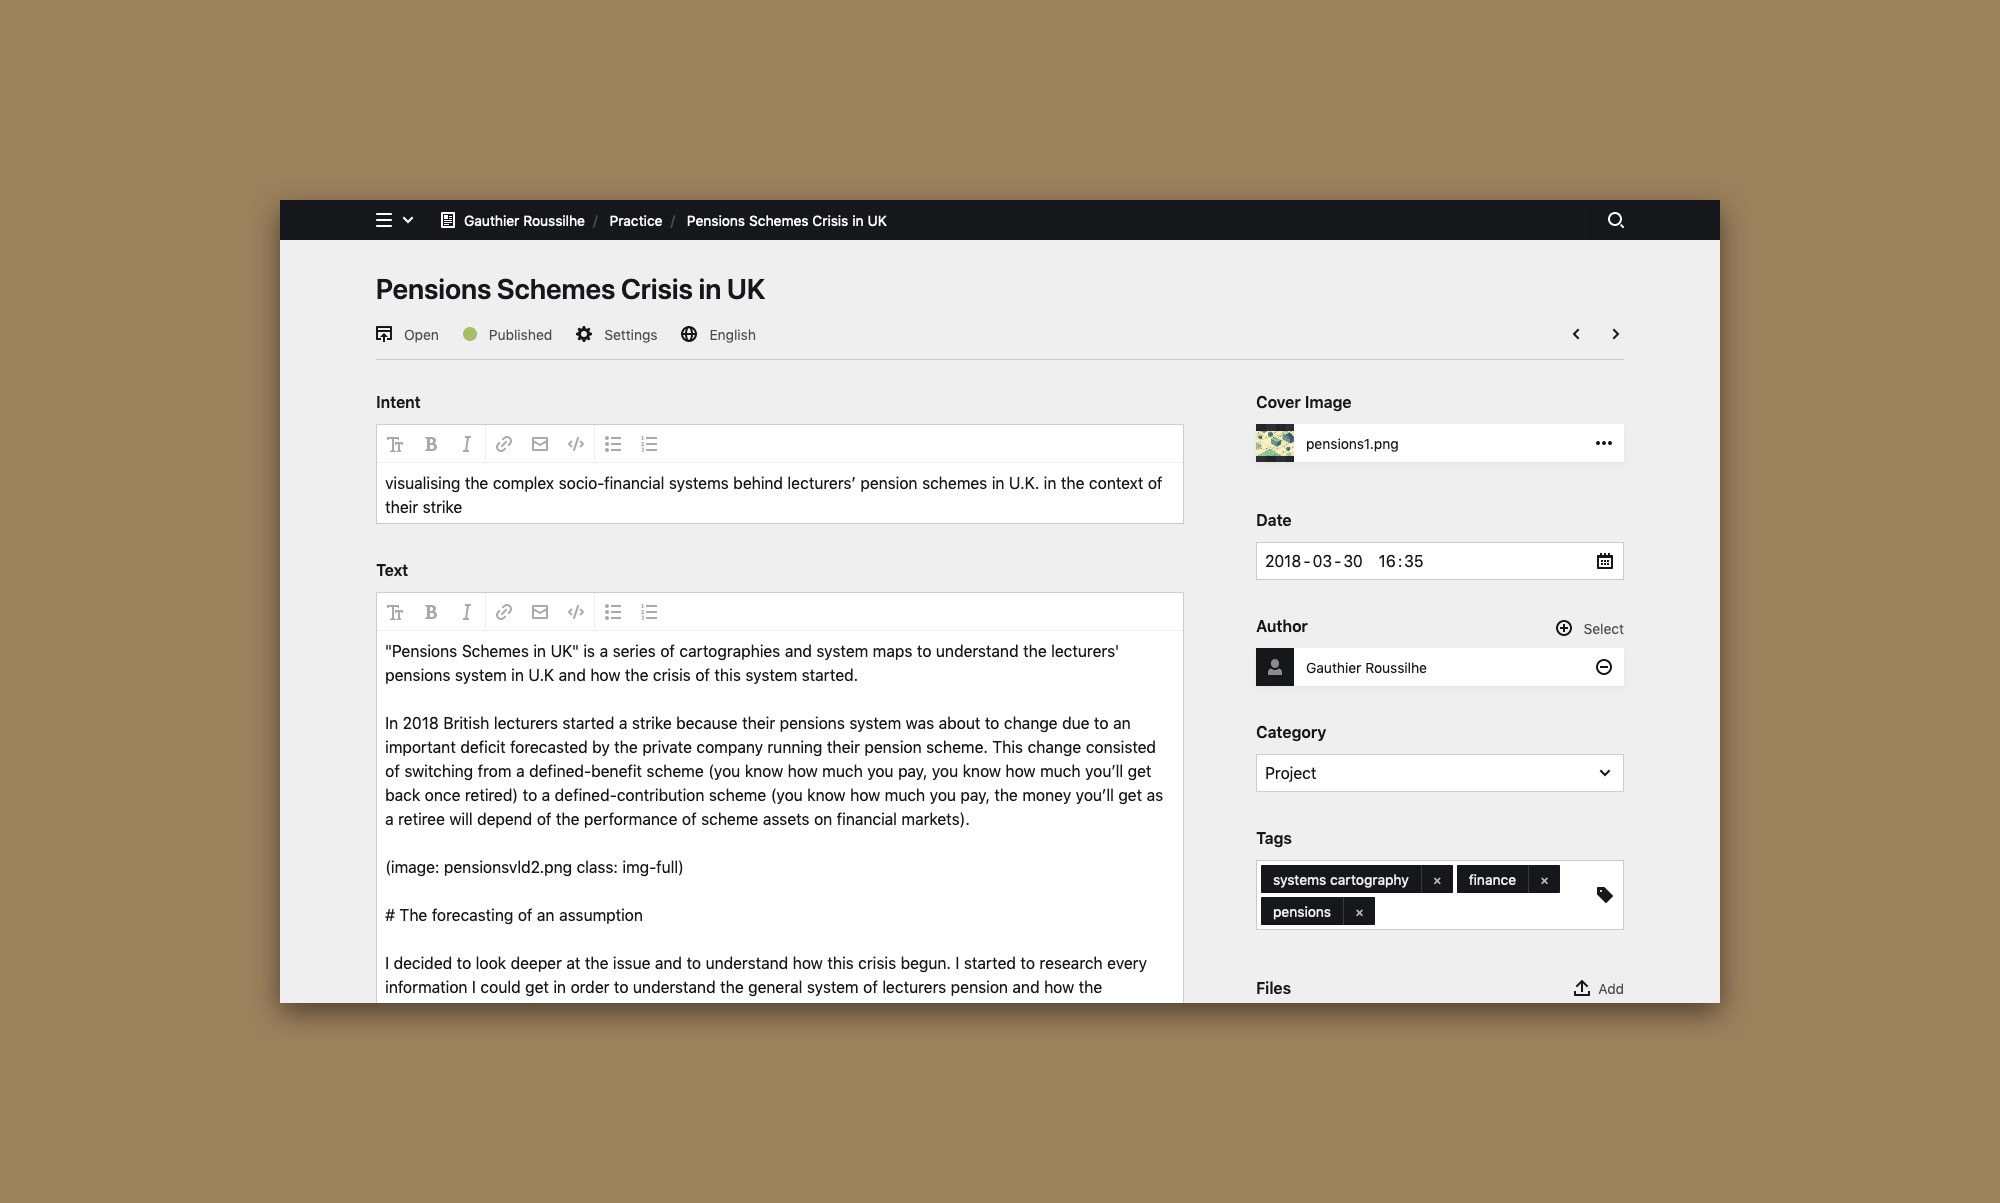 Gauthier Roussilhe / Practice / Pensions Schemes Crisis in UK
Pensions Schemes Crisis in UK
Open Published Settings English
Intent
visualising the complex socio-financial systems behind lecturers’ pension schemes in U.K. in the context of
their strike
Text
"Pensions Schemes in UK" is a series of cartographies and system maps to understand the lecturers'
pensions system in U.K and how the crisis of this system started.
In 2018 British lecturers started a strike because their pensions system was about to change due to an
important deficit forecasted by the private company running their pension scheme. This change consisted
of switching from a defined-benefit scheme (you know how much you pay, you know how much you’ll get
back once retired) to a defined-contribution scheme (you know how much you pay, the money you’ll get as
a retiree will depend of the performance of scheme assets on financial markets).
(image: pensionsvld2.png class: img-full)
# The forecasting of an assumption
I decided to look deeper at the issue and to understand how this crisis begun. I started to research every
information I could get in order to understand the general system of lecturers pension and how the
Cover Image
pensions1.png
Date
2018-03-30 16:35
Author
Select
Gauthier Roussilhe
Category
Project
Tags
systems cartography × finance ×
pensions ×
Files
Add